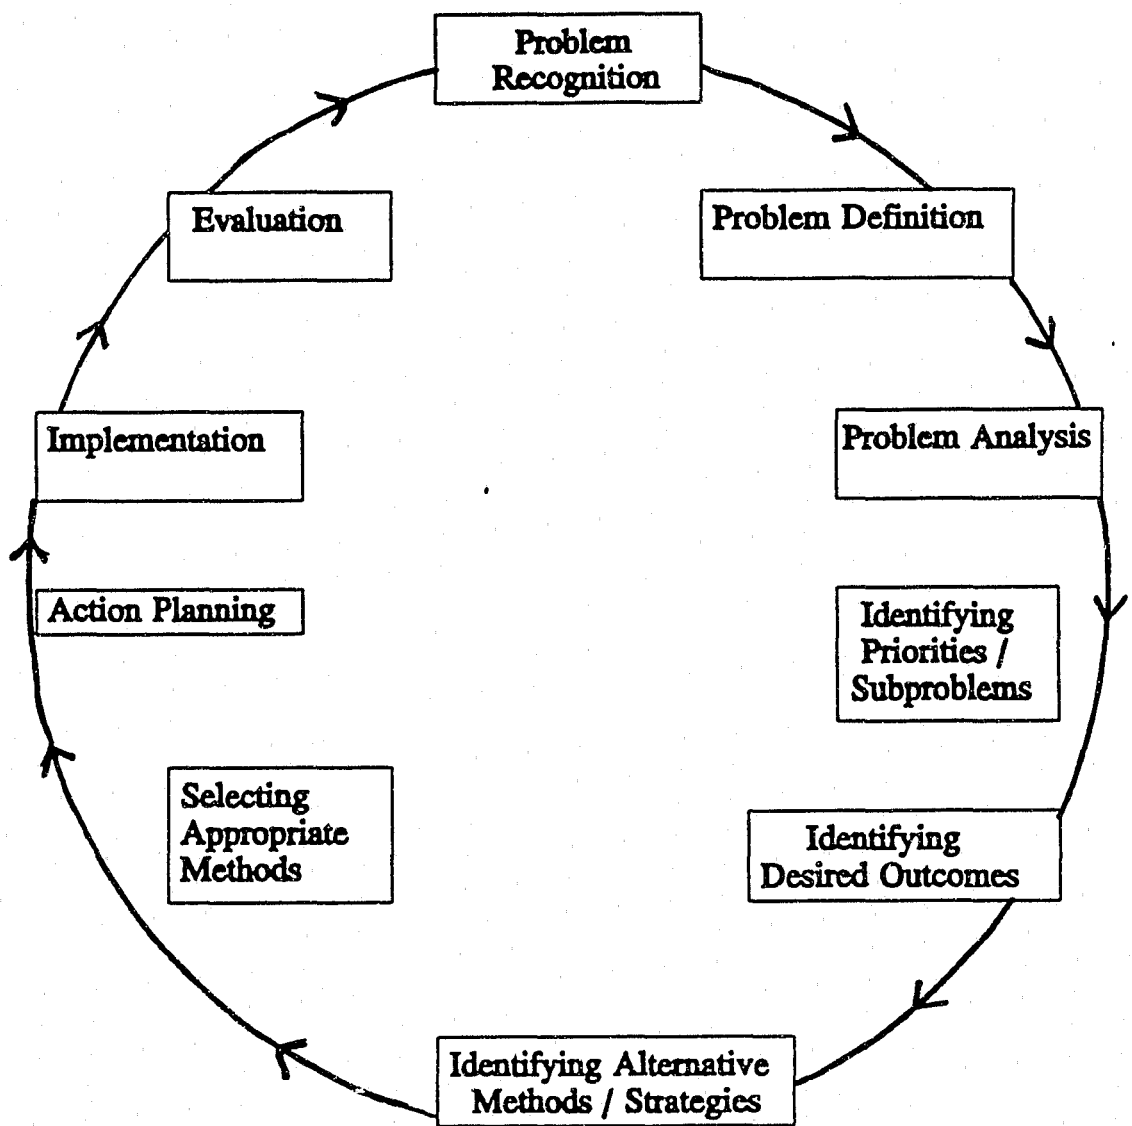 Problem
Recognition
Problem Definition
Problem Analysis
Identifying
Priorities /
Subproblems
Identifying
Desired Outcomes
Identifying Alternative
Methods / Strategies
Selecting
Appropriate
Methods
Action Planning
Implementation
Evaluation